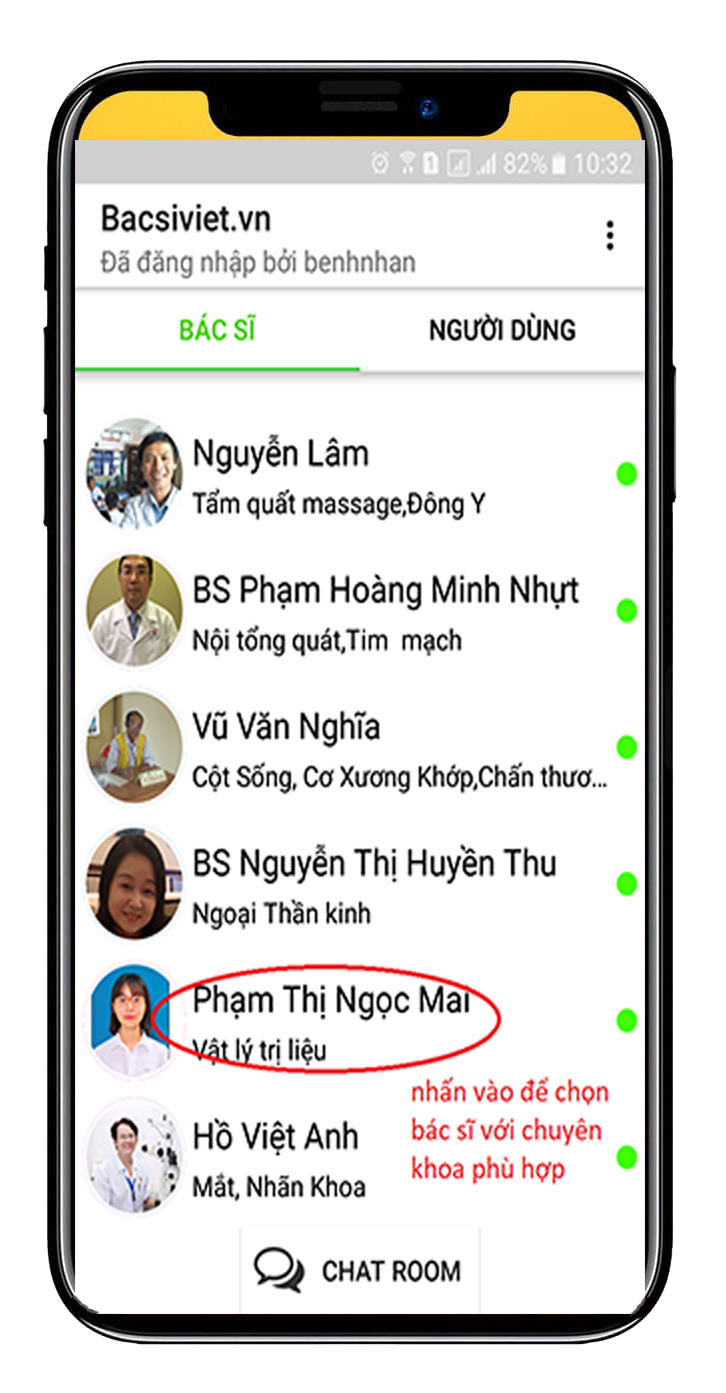 1 82% 10:32
Bacsiviet.vn
Đã đăng nhập bởi benhnhan
BÁC SĨ NGƯỜI DÙNG
Nguyễn Lâm
Tẩm quất massage,Đông Y
BS Phạm Hoàng Minh Nhựt
Nội tổng quát,Tim mạch
Vũ Văn Nghĩa
Cột Sống, Cơ Xương Khớp,Chấn thươ...
BS Nguyễn Thị Huyền Thu
Ngoại Thần kinh
Phạm Thị Ngọc Mai
Vật lý trị liệu
nhấn vào để chọn
bác sĩ với chuyên
khoa phù hợp
Hồ Việt Anh
Mắt, Nhãn Khoa
CHAT ROOM